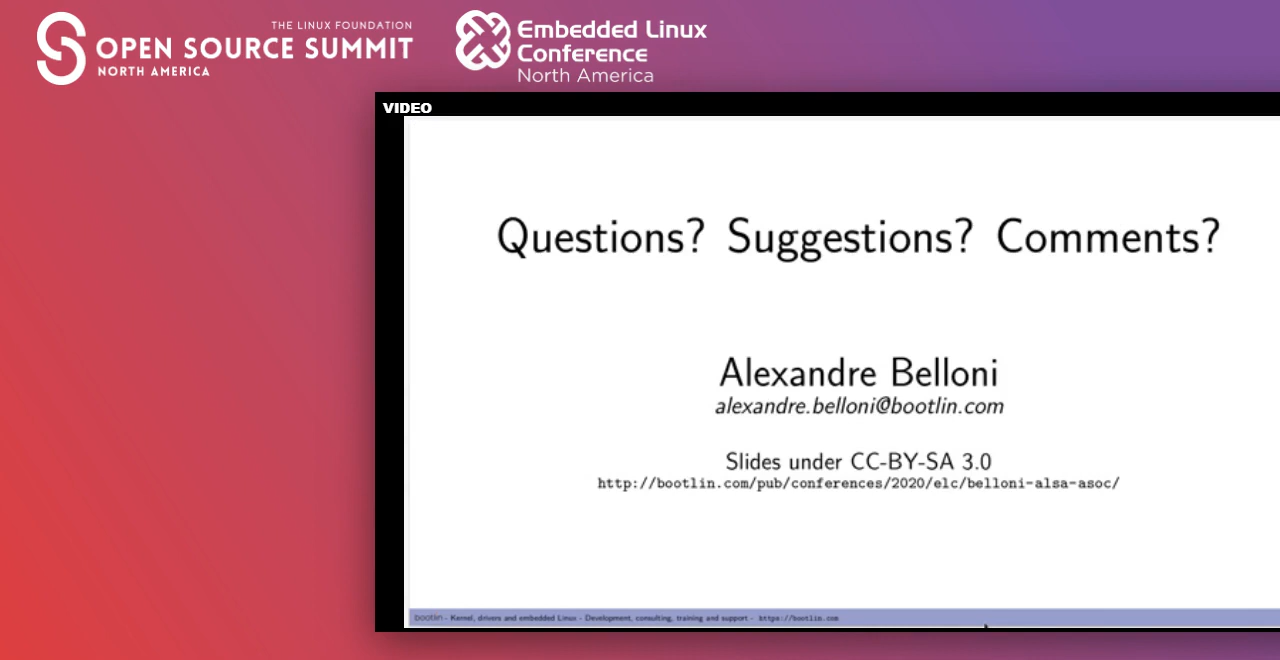 THE LINUX FOUNDATION
OPEN SOURCE SUMMIT
NORTH AMERICA
Embedded Linux
Conference
North America
VIDEO
Questions? Suggestions? Comments?
Alexandre Belloni
alexandre.belloni@bootlin.com
Slides under CC-BY-SA 3.0
http://bootlin.com/pub/conferences/2020/elc/belloni-alsa-asoc/
bootlin - Kernel, drivers and embedded Linux - Development, consulting, training and support - https://bootlin.com